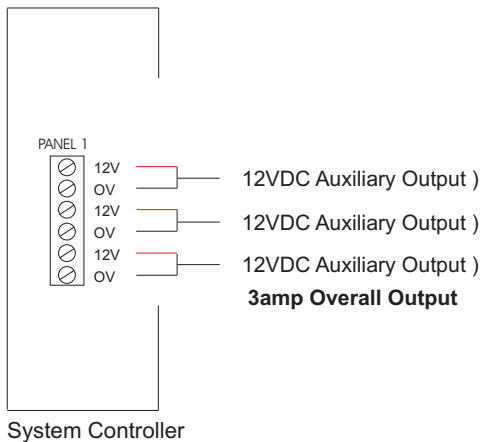 PANEL 1
12V
OV
12V
OV
12V
OV
12VDC Auxiliary Output )
12VDC Auxiliary Output )
12VDC Auxiliary Output )
3amp Overall Output
System Controller